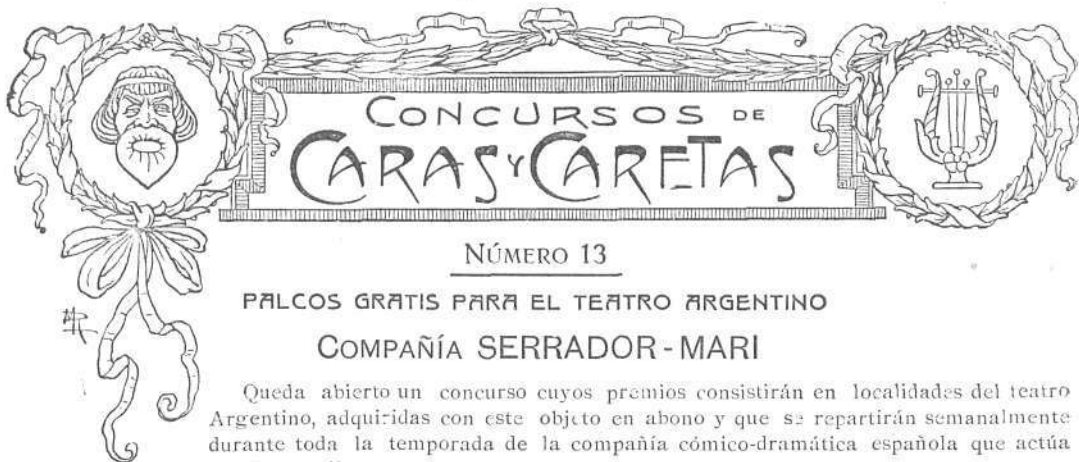 CONCURSOS DE
CARAS Y CARETAS
NÚMERO 13
PALCOS GRATIS PARA EL TEATRO ARGENTINO
COMPAÑÍA SERRADOR - MARI
Queda abierto un concurso cuyos premios consistirán en localidades del teatro
Argentino, adquiridas con este objeto en abono y que se repartirán semanalmente
durante toda la temporada de la compañía cómico-dramática española que actúa